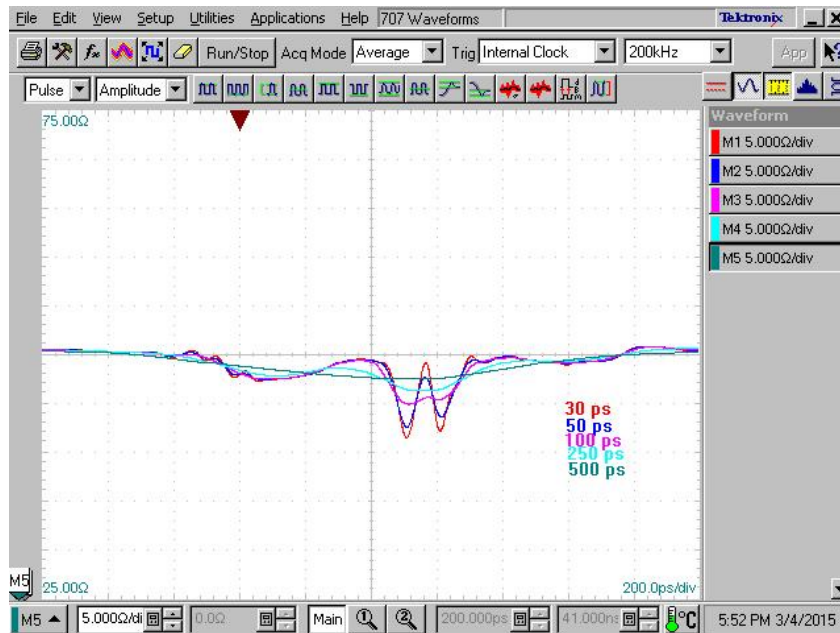 File Edit View Setup Utilities Applications Help 707 Waveforms Tektronix
Run/Stop Acq Mode Average Trig Internal Clock 200kHz App
Pulse Amplitude
75.00Ω Waveform
M1 5.000Ω/div
M2 5.000Ω/div
M3 5.000Ω/div
M4 5.000Ω/div
M5 5.000Ω/div
30 ps
50 ps
100 ps
250 ps
500 ps
M5
25.00Ω 200.0ps/div
M5 5.000Ω/di 0.0Ω Main 200.000ps 41.000ns °C 5:52 PM 3/4/2015